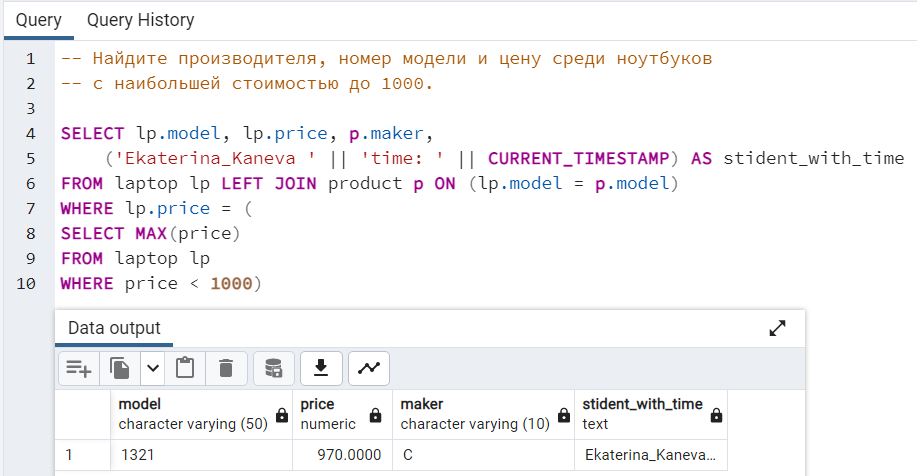 Query Query History
1 -- Найдите производителя, номер модели и цену среди ноутбуков
2 -- с наибольшей стоимостью до 1000.
3
4 SELECT lp.model, lp.price, p.maker,
5 ('Ekaterina_Kaneva ' || 'time: ' || CURRENT_TIMESTAMP) AS stident_with_time
6 FROM laptop lp LEFT JOIN product p ON (lp.model = p.model)
7 WHERE lp.price = (
8 SELECT MAX(price)
9 FROM laptop lp
10 WHERE price < 1000)
Data output
model price maker stident_with_time
character varying (50) numeric character varying (10) text
1 1321 970.0000 C Ekaterina_Kaneva...